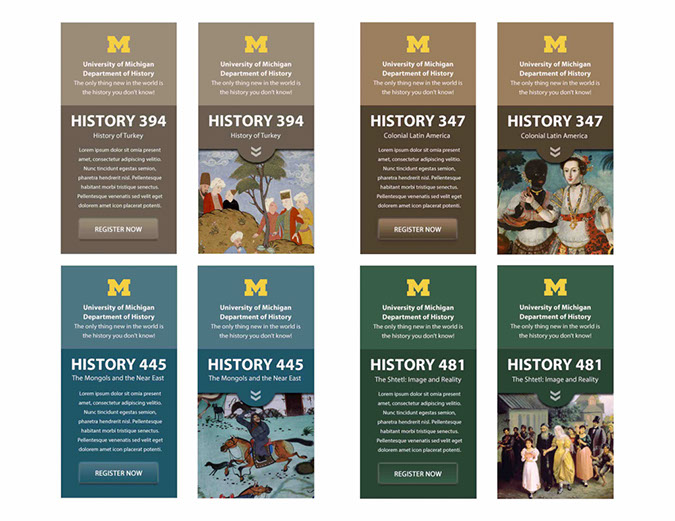 M
University of Michigan
Department of History
The only thing new in the world is
the history you don't know!
HISTORY 394
History of Turkey
Lorem ipsum dolor sit omia
amet, consectetur adipiscing velitio.
Nunc tincidunt egestas semion,
pharetra hendrerit nisl. Pellentesque
habitant morbi tristique senectus.
Pellentesque venenatis sed velit eget
dolorem amet icon placerat potenti.
REGISTER NOW
M
University of Michigan
Department of History
The only thing new in the world is
the history you don't know!
HISTORY 394
History of Turkey
M
University of Michigan
Department of History
The only thing new in the world is
the history you don't know!
HISTORY 347
Colonial Latin America
Lorem ipsum dolor sit omia
amet, consectetur adipiscing velitio.
Nunc tincidunt egestas semion,
pharetra hendrerit nisl. Pellentesque
habitant morbi tristique senectus.
Pellentesque venenatis sed velit eget
dolorem amet icon placerat potenti.
REGISTER NOW
M
University of Michigan
Department of History
The only thing new in the world is
the history you don't know!
HISTORY 347
Colonial Latin America
M
University of Michigan
Department of History
The only thing new in the world is
the history you don't know!
HISTORY 445
The Mongols and the Near East
Lorem ipsum dolor sit omia
amet, consectetur adipiscing velitio.
Nunc tincidunt egestas semion,
pharetra hendrerit nisl. Pellentesque
habitant morbi tristique senectus.
Pellentesque venenatis sed velit eget
dolorem amet icon placerat potenti.
REGISTER NOW
M
University of Michigan
Department of History
The only thing new in the world is
the history you don't know!
HISTORY 445
The Mongols and the Near East
M
University of Michigan
Department of History
The only thing new in the world is
the history you don't know!
HISTORY 481
The Shtetl: Image and Reality
Lorem ipsum dolor sit omia
amet, consectetur adipiscing velitio.
Nunc tincidunt egestas semion,
pharetra hendrerit nisl. Pellentesque
habitant morbi tristique senectus.
Pellentesque venenatis sed velit eget
dolorem amet icon placerat potenti.
REGISTER NOW
M
University of Michigan
Department of History
The only thing new in the world is
the history you don't know!
HISTORY 481
The Shtetl: Image and Reality